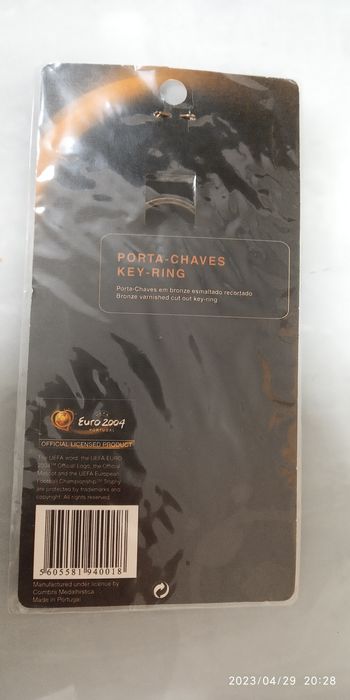 PORTA-CHAVES
KEY-RING
Porta-Chaves em bronze esmaltado recortado
Bronze varnished cut out key-ring
EURO2004
PORTUGAL
OFFICIAL LICENSED PRODUCT
The UEFA word, the UEFA EURO
2004™ Official Logo, the Official
Mascot and the UEFA European
Football Championship™ Trophy
are protected by trademarks and
copyright. All rights reserved.
5605581 940018
Manufactured under licence by
Coimbra Medalhística
Made in Portugal
2023/04/29 20:28